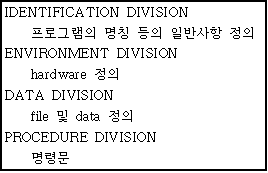 IDENTIFICATION DIVISION
프로그램의 명칭 등의 일반사항 정의
ENVIRONMENT DIVISION
hardware 정의
DATA DIVISION
file 및 data 정의
PROCEDURE DIVISION
명령문